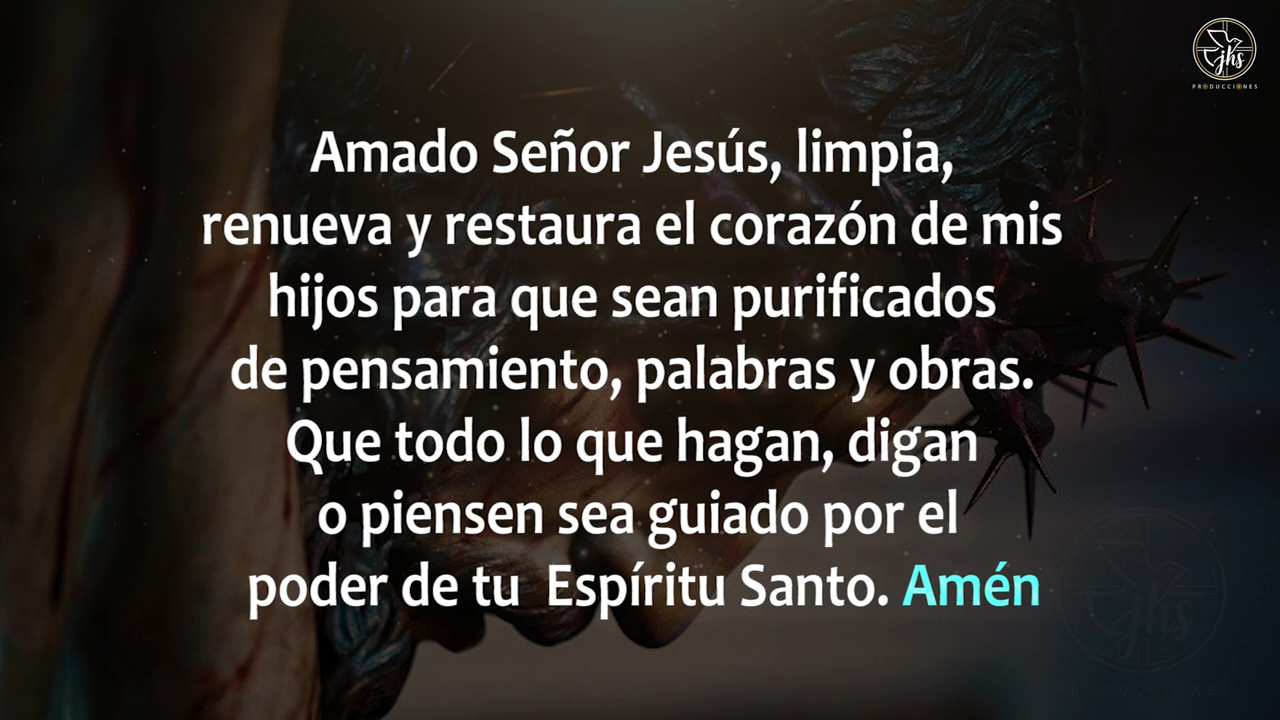 jhs
PRODUCCIONES
Amado Señor Jesús, limpia,
renueva y restaura el corazón de mis
hijos para que sean purificados
de pensamiento, palabras y obras.
Que todo lo que hagan, digan
o piensen sea guiado por el
poder de tu Espíritu Santo. Amén
jhs
PRODUCCIONES